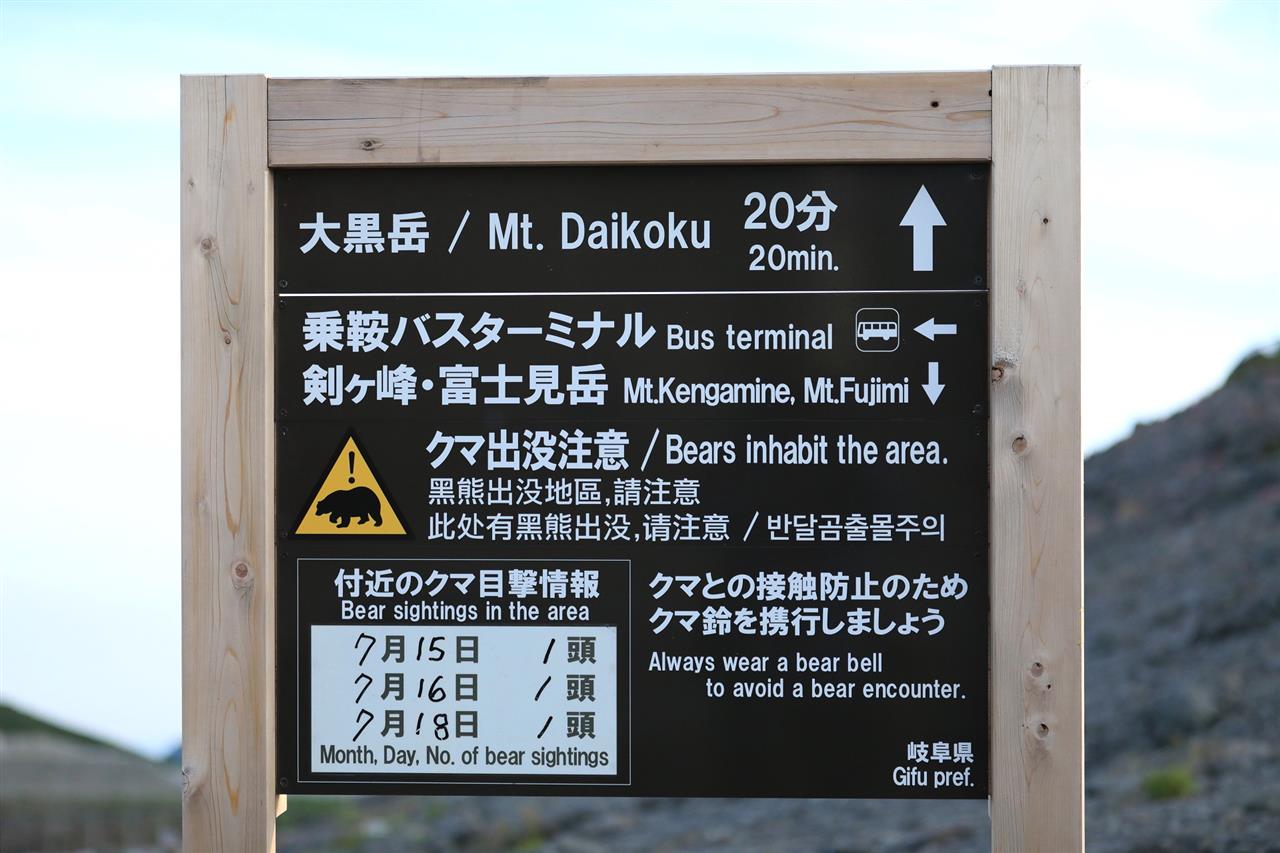 大黒岳 / Mt. Daikoku 20分
20min.
乗鞍バスターミナル Bus terminal
剣ヶ峰・富士見岳 Mt.Kengamine, Mt.Fujimi
クマ出没注意 / Bears inhabit the area.
黑熊出没地區,請注意
此处有黑熊出没,请注意 / 반달곰출몰주의
付近のクマ目撃情報
Bear sightings in the area
7月15日 1頭
7月16日 1頭
7月18日 1頭
Month, Day, No. of bear sightings
クマとの接触防止のため
クマ鈴を携行しましょう
Always wear a bear bell
to avoid a bear encounter.
岐阜県
Gifu pref.